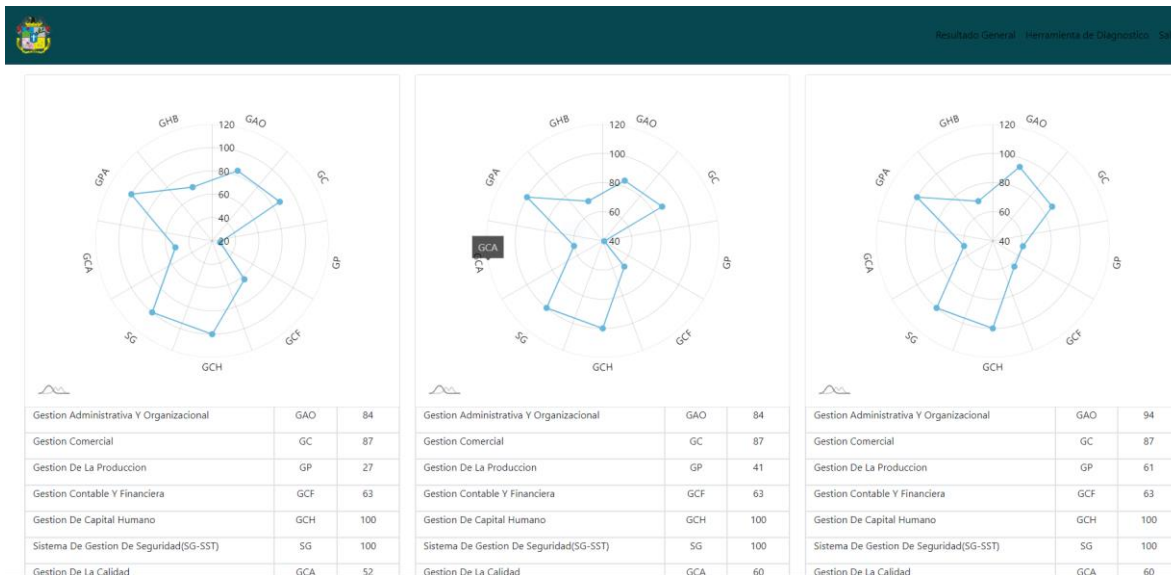 Resultado General Herramienta de Diagnostico
GHB 120 GAO
100
GPA 80 GC
60
40
20
GCA GP
SG GCF
GCH
GHB 120 GAO
100
GPA 80 GC
60
GCA 40
GCA GP
SG GCF
GCH
GHB 120 GAO
100
GPA 80 GC
60
40
GCA GP
SG GCF
GCH
Gestion Administrativa Y Organizacional GAO 84
Gestion Comercial GC 87
Gestion De La Produccion GP 27
Gestion Contable Y Financiera GCF 63
Gestion De Capital Humano GCH 100
Sistema De Gestion De Seguridad(SG-SST) SG 100
Gestion De La Calidad GCA 52
Gestion Administrativa Y Organizacional GAO 84
Gestion Comercial GC 87
Gestion De La Produccion GP 41
Gestion Contable Y Financiera GCF 63
Gestion De Capital Humano GCH 100
Sistema De Gestion De Seguridad(SG-SST) SG 100
Gestion De La Calidad GCA 60
Gestion Administrativa Y Organizacional GAO 94
Gestion Comercial GC 87
Gestion De La Produccion GP 61
Gestion Contable Y Financiera GCF 63
Gestion De Capital Humano GCH 100
Sistema De Gestion De Seguridad(SG-SST) SG 100
Gestion De La Calidad GCA 60